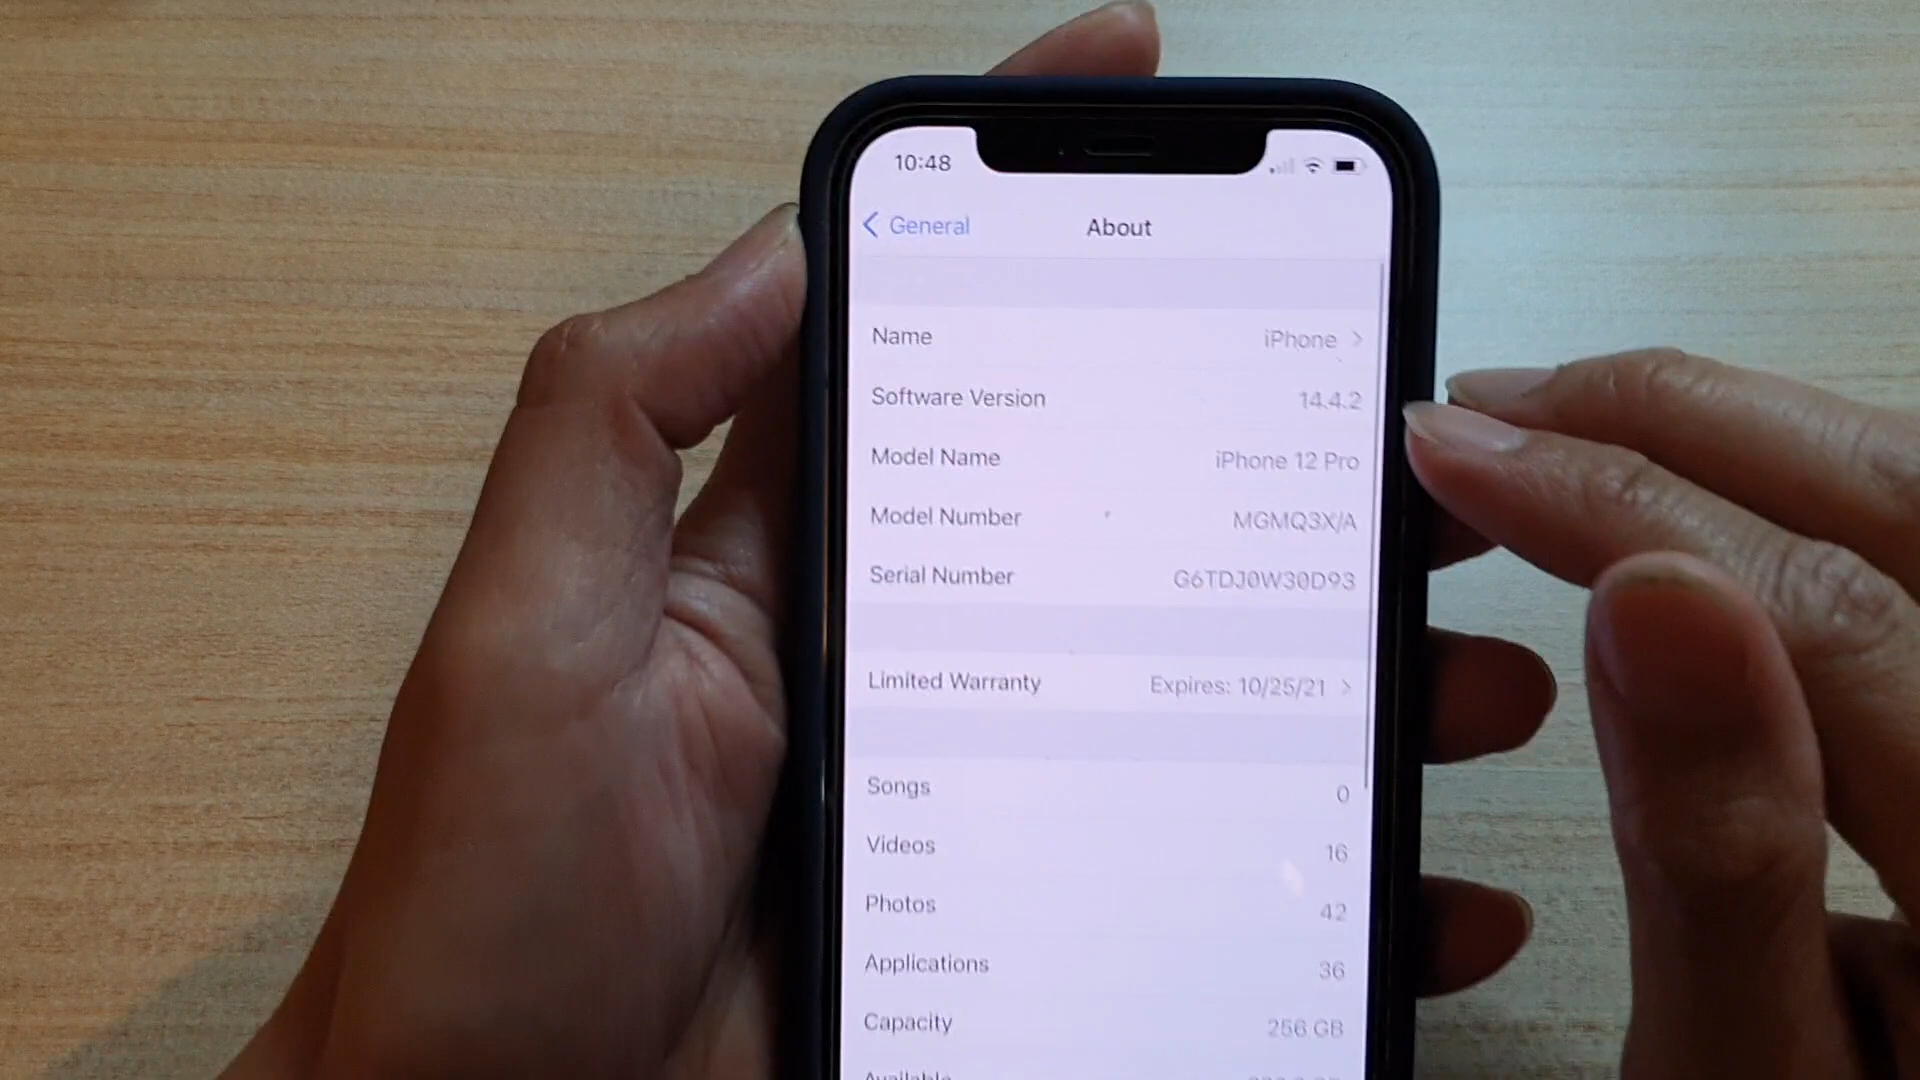 10:48
General
About
Name iPhone
Software Version 14.4.2
Model Name iPhone 12 Pro
Model Number MGMQ3X/A
Serial Number G6TDJ0W30D93
Limited Warranty Expires: 10/25/21
Songs 0
Videos 16
Photos 42
Applications 36
Capacity 256 GB
Available